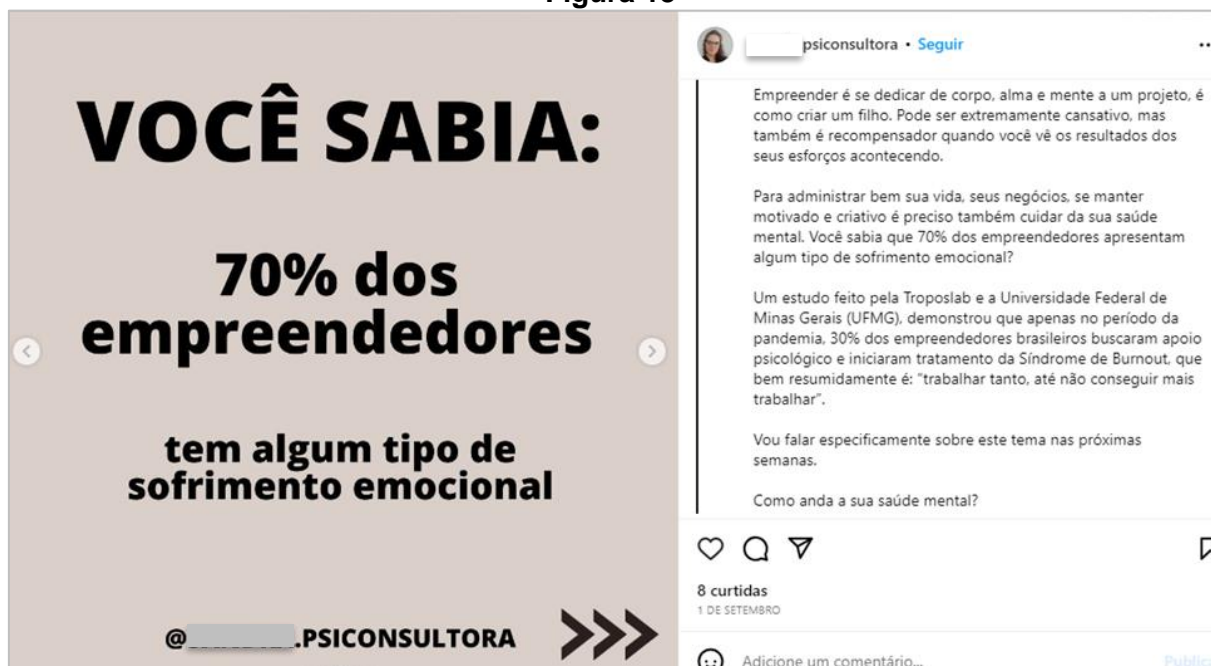 VOCÊ SABIA:
70% dos
empreendedores
tem algum tipo de
sofrimento emocional
@ .PSICONSULTORA
psiconsultora • Seguir
Empreender é se dedicar de corpo, alma e mente a um projeto, é
como criar um filho. Pode ser extremamente cansativo, mas
também é recompensador quando você vê os resultados dos
seus esforços acontecendo.
Para administrar bem sua vida, seus negócios, se manter
motivado e criativo é preciso também cuidar da sua saúde
mental. Você sabia que 70% dos empreendedores apresentam
algum tipo de sofrimento emocional?
Um estudo feito pela Troposlab e a Universidade Federal de
Minas Gerais (UFMG), demonstrou que apenas no período da
pandemia, 30% dos empreendedores brasileiros buscaram apoio
psicológico e iniciaram tratamento da Síndrome de Burnout, que
bem resumidamente é: "trabalhar tanto, até não conseguir mais
trabalhar".
Vou falar especificamente sobre este tema nas próximas
semanas.
Como anda a sua saúde mental?
8 curtidas
1 DE SETEMBRO
Adicione um comentário...